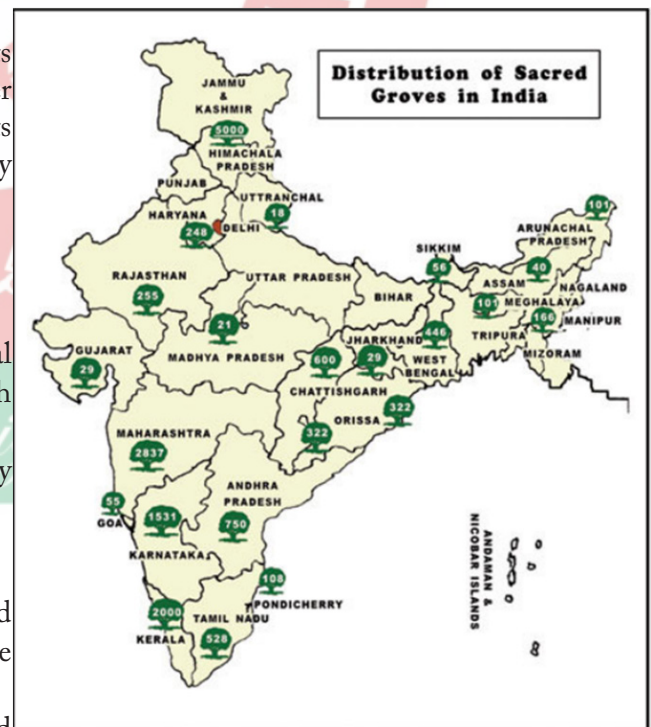 Distribution of Sacred
Groves in India
JAMMU
&
KASHMIR
5000
HIMACHALA
PRADESH
PUNJAB
UTTRANCHAL
18
HARYANA
248
DELHI
101
ARUNACHAL
PRADESH
SIKKIM
56
40
ASSAM
NAGALAND
RAJASTHAN
255
UTTAR PRADESH
BIHAR
101
MEGHALAYA
166
MANIPUR
TRIPURA
MIZORAM
21
MADHYA PRADESH
GUJARAT
29
600
JHARKHAND
29
446
WEST
BENGAL
CHATTISHGARH
ORISSA
322
322
MAHARASHTRA
2837
ANDHRA
PRADESH
750
55
GOA
1531
KARNATAKA
108
PONDICHERRY
2000
KERALA
TAMIL NADU
528
ANDAMAN &
NICOBAR ISLANDS